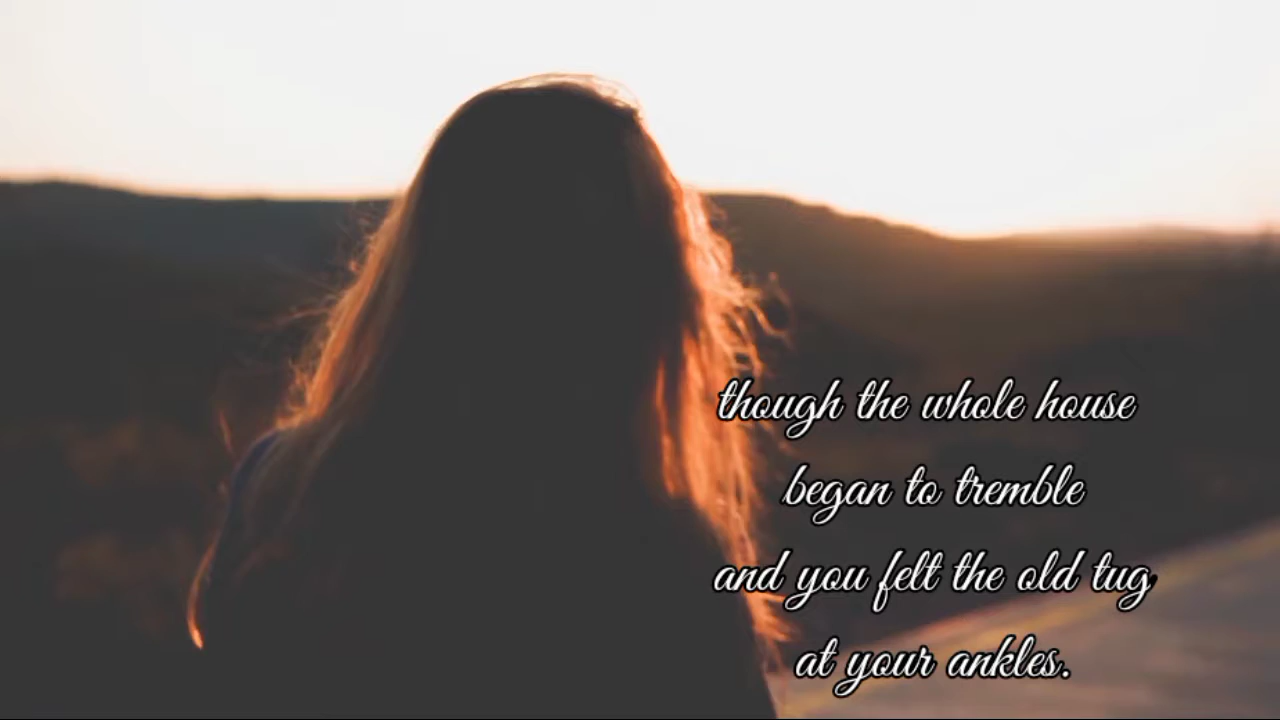 though the whole house
began to tremble
and you felt the old tug
at your ankles.